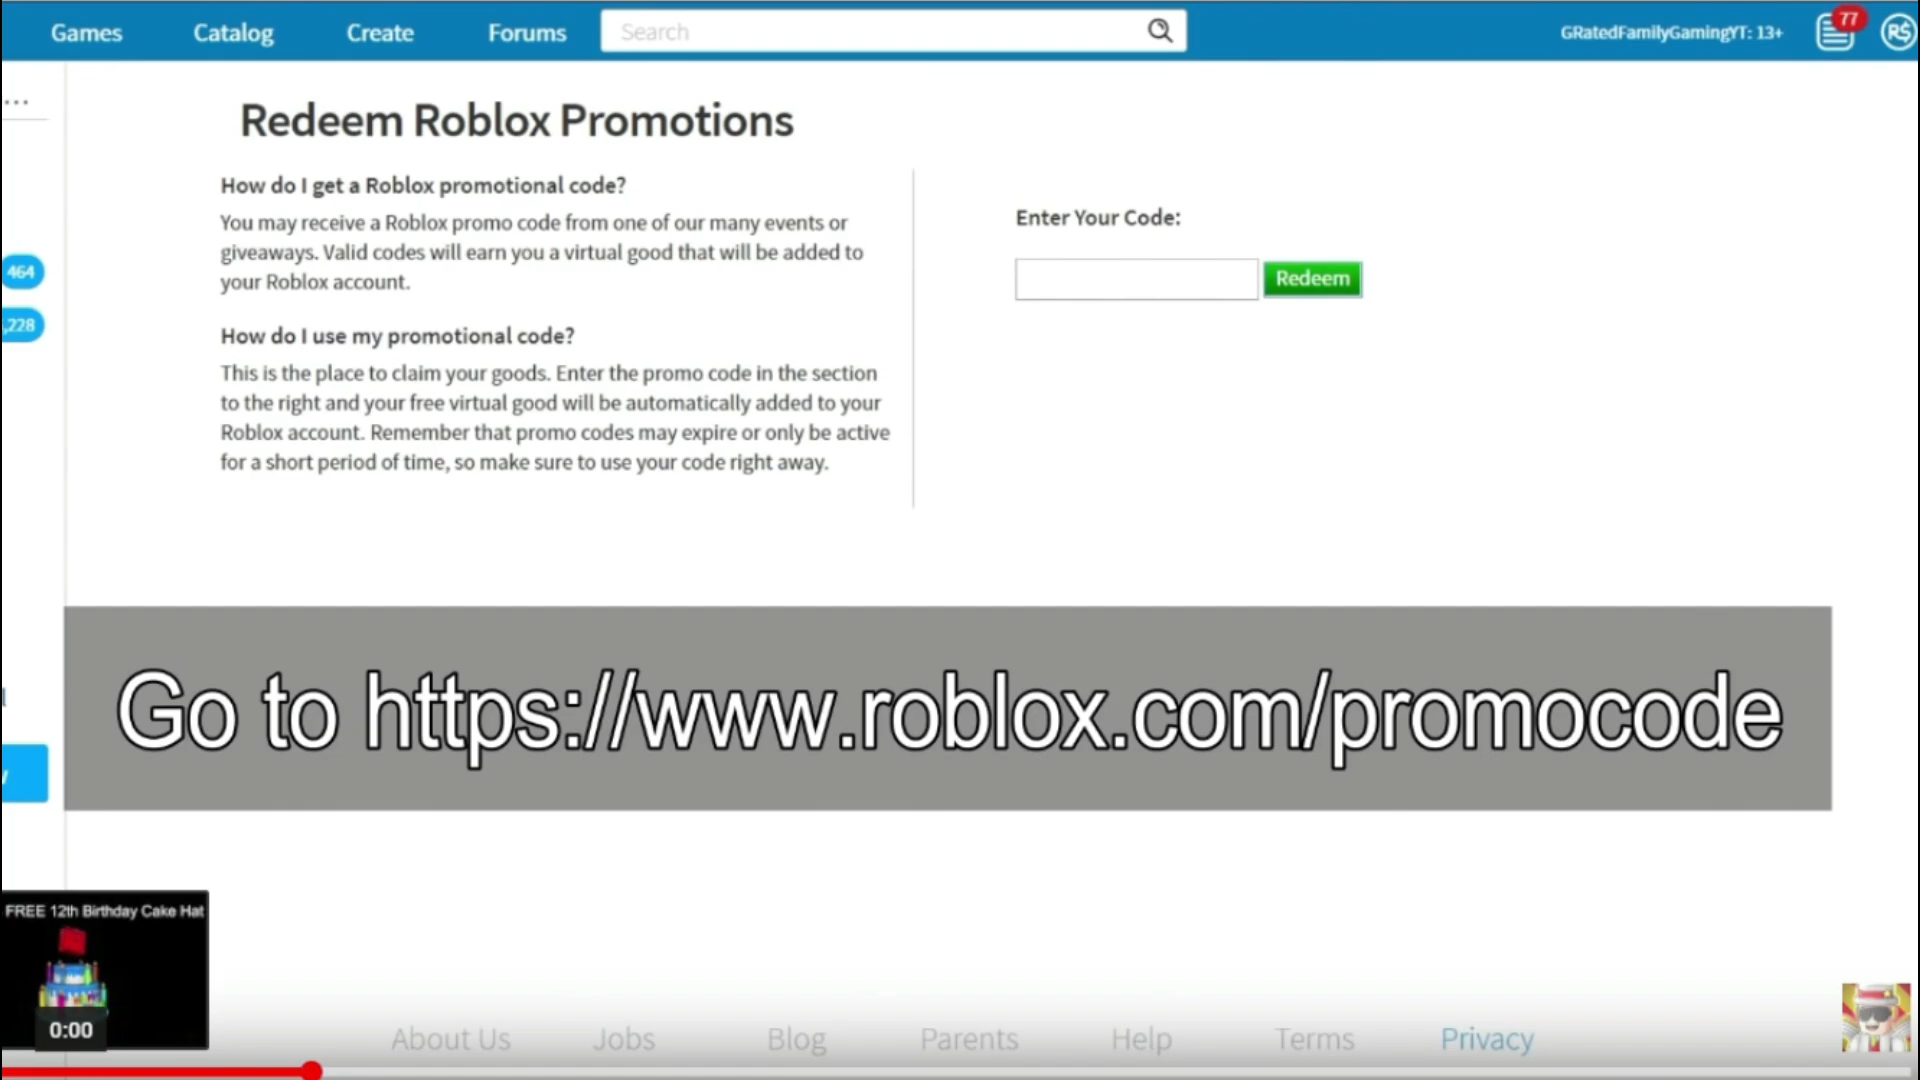 Games Catalog Create Forums Search GRatedFamilyGamingYT: 13+ 77 R$
...
Redeem Roblox Promotions
How do I get a Roblox promotional code?
You may receive a Roblox promo code from one of our many events or
giveaways. Valid codes will earn you a virtual good that will be added to
your Roblox account.
Enter Your Code:
Redeem
464
,228
How do I use my promotional code?
This is the place to claim your goods. Enter the promo code in the section
to the right and your free virtual good will be automatically added to your
Roblox account. Remember that promo codes may expire or only be active
for a short period of time, so make sure to use your code right away.
Go to https://www.roblox.com/promocode
FREE 12th Birthday Cake Hat
0:00
About Us Jobs Blog Parents Help Terms Privacy